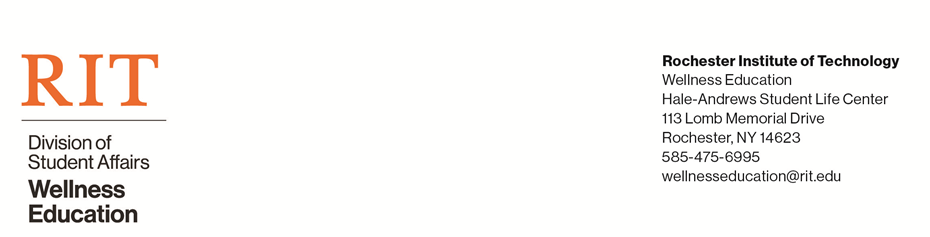 RIT
Division of
Student Affairs
Wellness
Education
Rochester Institute of Technology
Wellness Education
Hale-Andrews Student Life Center
113 Lomb Memorial Drive
Rochester, NY 14623
585-475-6995
wellnesseducation@rit.edu